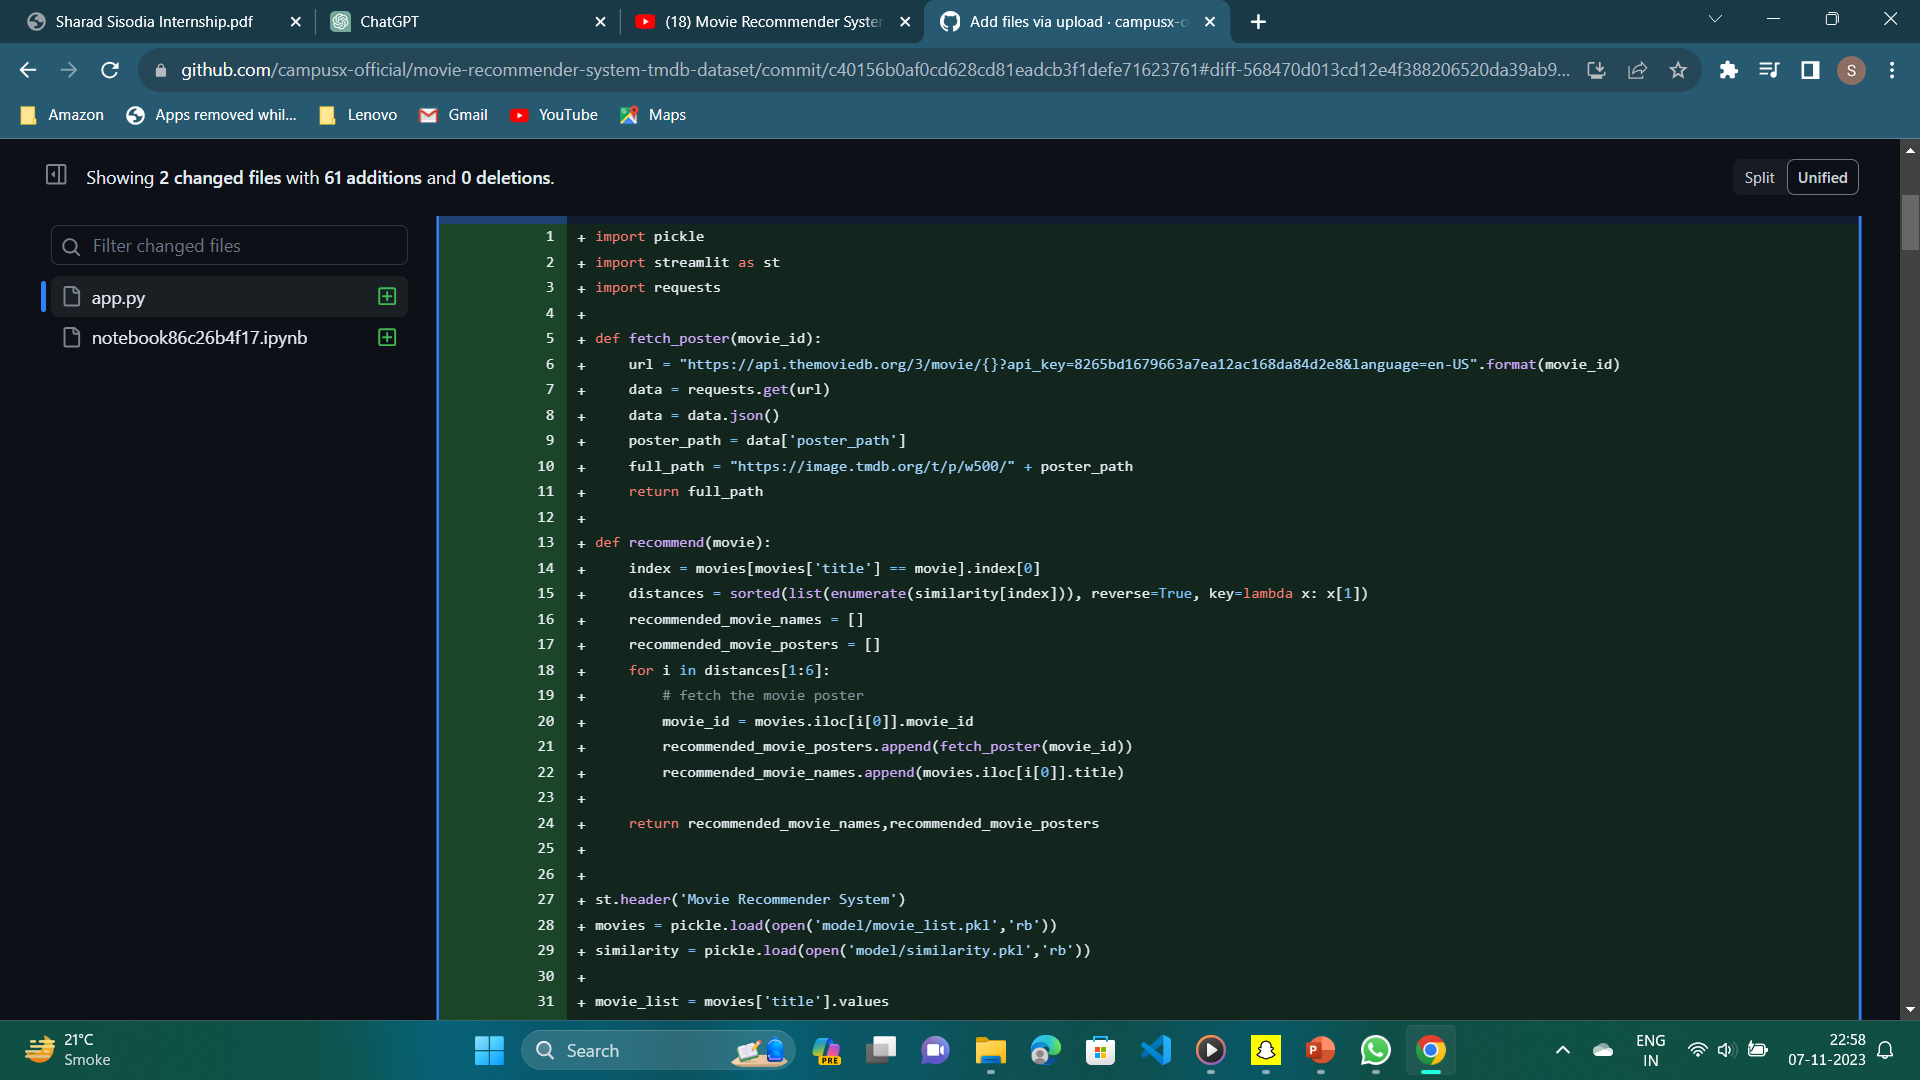 Sharad Sisodia Internship.pdf
ChatGPT
(18) Movie Recommender System
Add files via upload · campusx-o
github.com/campusx-official/movie-recommender-system-tmdb-dataset/commit/c40156b0af0cd628cd81eadcb3f1defe71623761#diff-568470d013cd12e4f388206520da39ab9...
S
Amazon
Apps removed whil...
Lenovo
Gmail
YouTube
Maps
Showing 2 changed files with 61 additions and 0 deletions.
Split
Unified
Filter changed files
app.py
notebook86c26b4f17.ipynb
1 + import pickle
2 + import streamlit as st
3 + import requests
4 +
5 + def fetch_poster(movie_id):
6 +     url = "https://api.themoviedb.org/3/movie/{}?api_key=8265bd1679663a7ea12ac168da84d2e8&language=en-US".format(movie_id)
7 +     data = requests.get(url)
8 +     data = data.json()
9 +     poster_path = data['poster_path']
10 +     full_path = "https://image.tmdb.org/t/p/w500/" + poster_path
11 +     return full_path
12 +
13 + def recommend(movie):
14 +     index = movies[movies['title'] == movie].index[0]
15 +     distances = sorted(list(enumerate(similarity[index])), reverse=True, key=lambda x: x[1])
16 +     recommended_movie_names = []
17 +     recommended_movie_posters = []
18 +     for i in distances[1:6]:
19 +         # fetch the movie poster
20 +         movie_id = movies.iloc[i[0]].movie_id
21 +         recommended_movie_posters.append(fetch_poster(movie_id))
22 +         recommended_movie_names.append(movies.iloc[i[0]].title)
23 +
24 +     return recommended_movie_names,recommended_movie_posters
25 +
26 +
27 + st.header('Movie Recommender System')
28 + movies = pickle.load(open('model/movie_list.pkl','rb'))
29 + similarity = pickle.load(open('model/similarity.pkl','rb'))
30 +
31 + movie_list = movies['title'].values
21°C
Smoke
Search
PRE
ENG
IN
22:58
07-11-2023